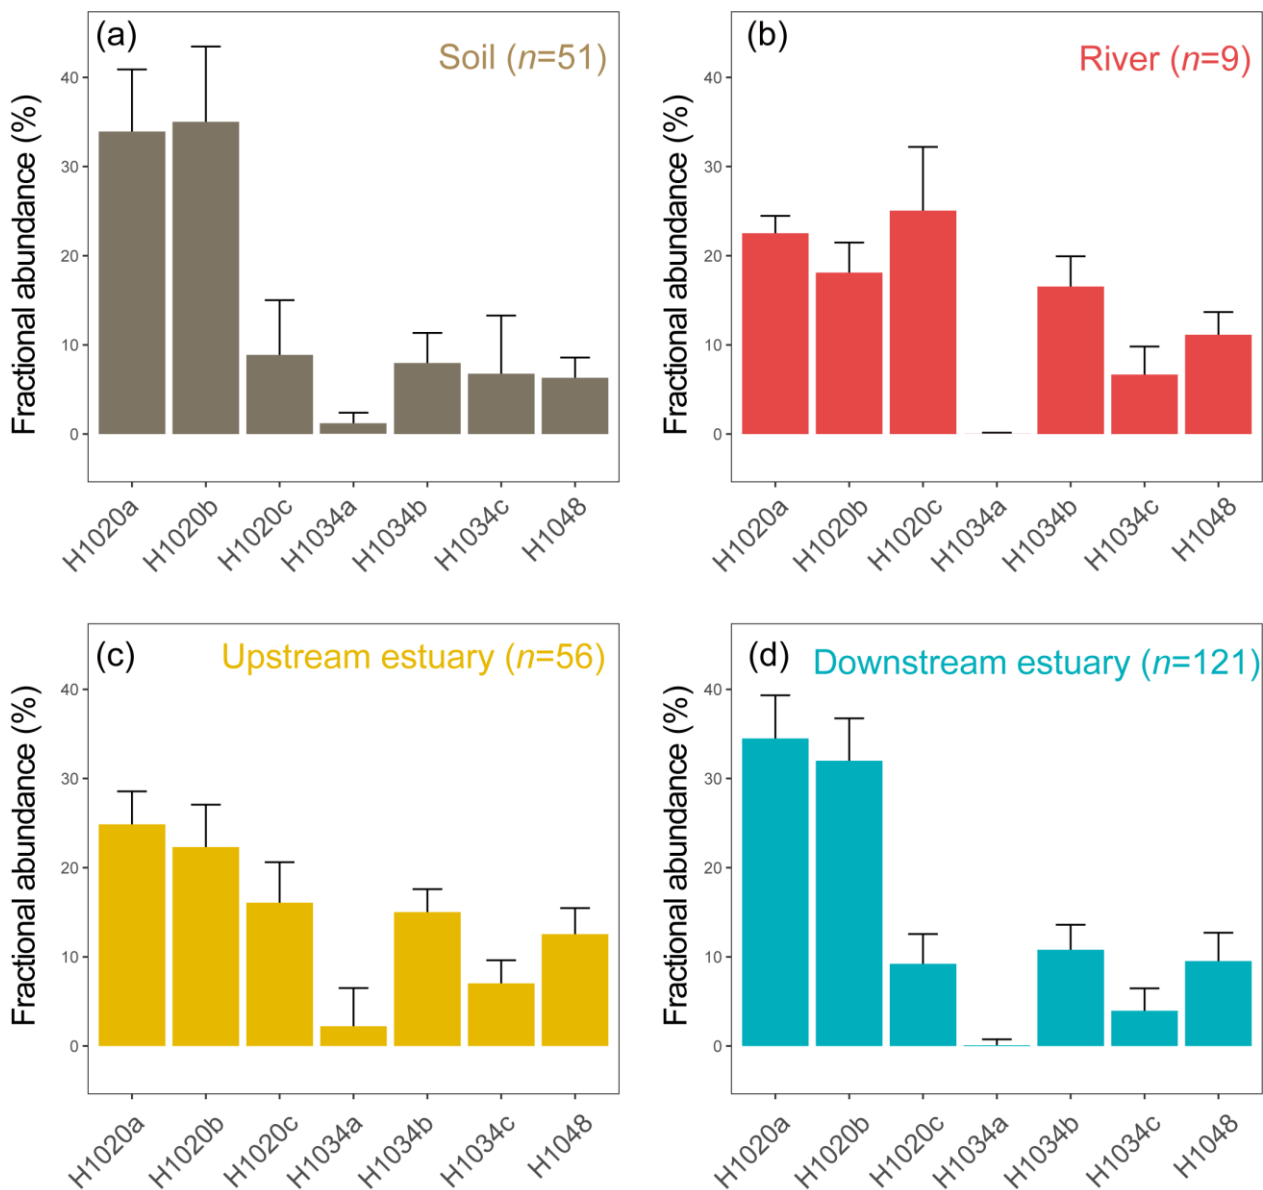 (a)
Soil (n=51)
Fractional abundance (%)
40
30
20
10
0
H1020a
H1020b
H1020c
H1034a
H1034b
H1034c
H1048
(b)
River (n=9)
Fractional abundance (%)
40
30
20
10
0
H1020a
H1020b
H1020c
H1034a
H1034b
H1034c
H1048
(c)
Upstream estuary (n=56)
Fractional abundance (%)
40
30
20
10
0
H1020a
H1020b
H1020c
H1034a
H1034b
H1034c
H1048
(d)
Downstream estuary (n=121)
Fractional abundance (%)
40
30
20
10
0
H1020a
H1020b
H1020c
H1034a
H1034b
H1034c
H1048